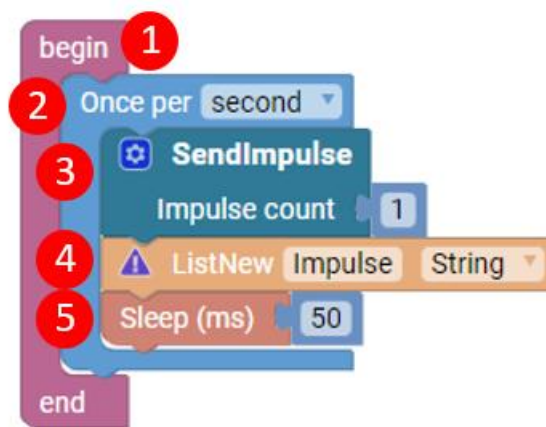 begin 1
2 Once per second
3 SendImpulse
Impulse count 1
4 ListNew Impulse String
5 Sleep (ms) 50
end